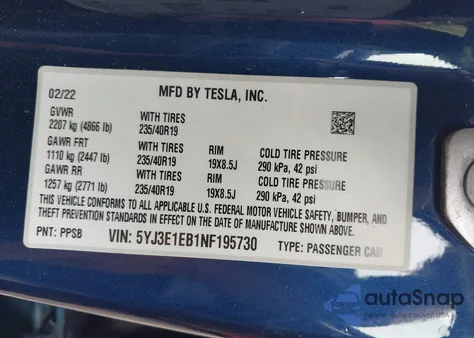 MFD BY TESLA, INC.
02/22
GVWR WITH TIRES
2207 kg (4866 lb) 235/40R19
GAWR FRT WITH TIRES RIM COLD TIRE PRESSURE
1110 kg (2447 lb) 235/40R19 19X8.5J 290 kPa, 42 psi
GAWR RR WITH TIRES RIM COLD TIRE PRESSURE
1257 kg (2771 lb) 235/40R19 19X8.5J 290 kPa, 42 psi
THIS VEHICLE CONFORMS TO ALL APPLICABLE U.S. FEDERAL MOTOR VEHICLE SAFETY, BUMPER, AND
THEFT PREVENTION STANDARDS IN EFFECT ON THE DATE OF MANUFACTURE SHOWN ABOVE.
PNT: PPSB VIN: 5YJ3E1EB1NF195730 TYPE: PASSENGER CAR
autoSnap